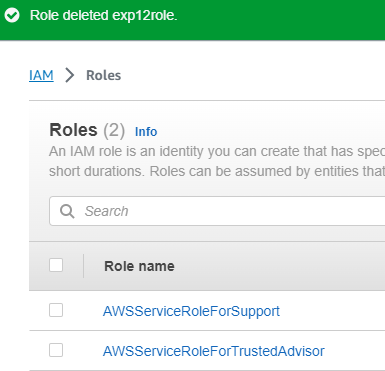 Role deleted exp12role.
IAM > Roles
Roles (2) Info
An IAM role is an identity you can create that has spec
short durations. Roles can be assumed by entities that
Search
Role name
AWSServiceRoleForSupport
AWSServiceRoleForTrustedAdvisor